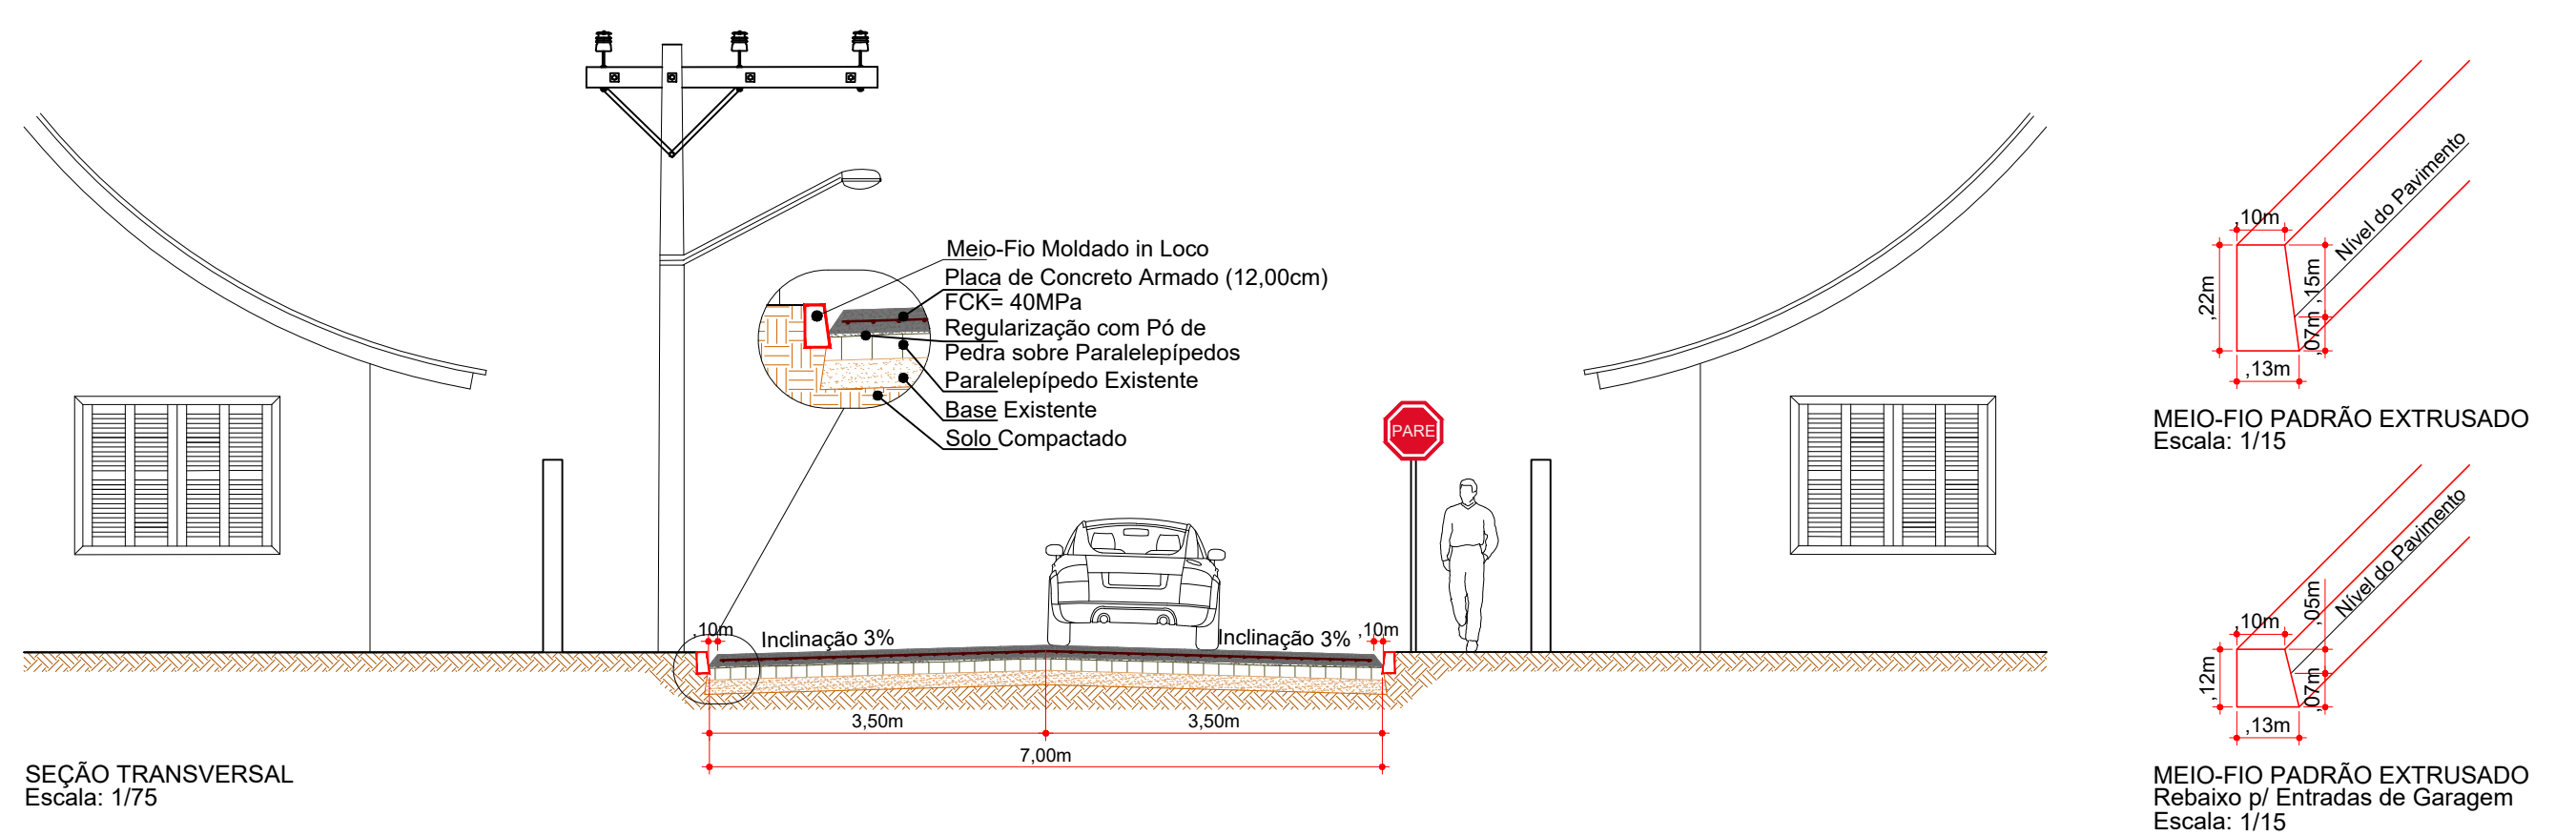 Meio-Fio Moldado in Loco
Placa de Concreto Armado (12,00cm)
FCK= 40MPa
Regularização com Pó de
Pedra sobre Paralelepípedos
Paralelepípedo Existente
Base Existente
Solo Compactado
PARE
,10m
Inclinação 3%
Inclinação 3%
,10m
3,50m
3,50m
7,00m
SEÇÃO TRANSVERSAL
Escala: 1/75
,10m
,22m
,15m
,07m
,13m
Nível do Pavimento
MEIO-FIO PADRÃO EXTRUSADO
Escala: 1/15
,10m
,12m
,05m
,07m
,13m
Nível do Pavimento
MEIO-FIO PADRÃO EXTRUSADO
Rebaixo p/ Entradas de Garagem
Escala: 1/15